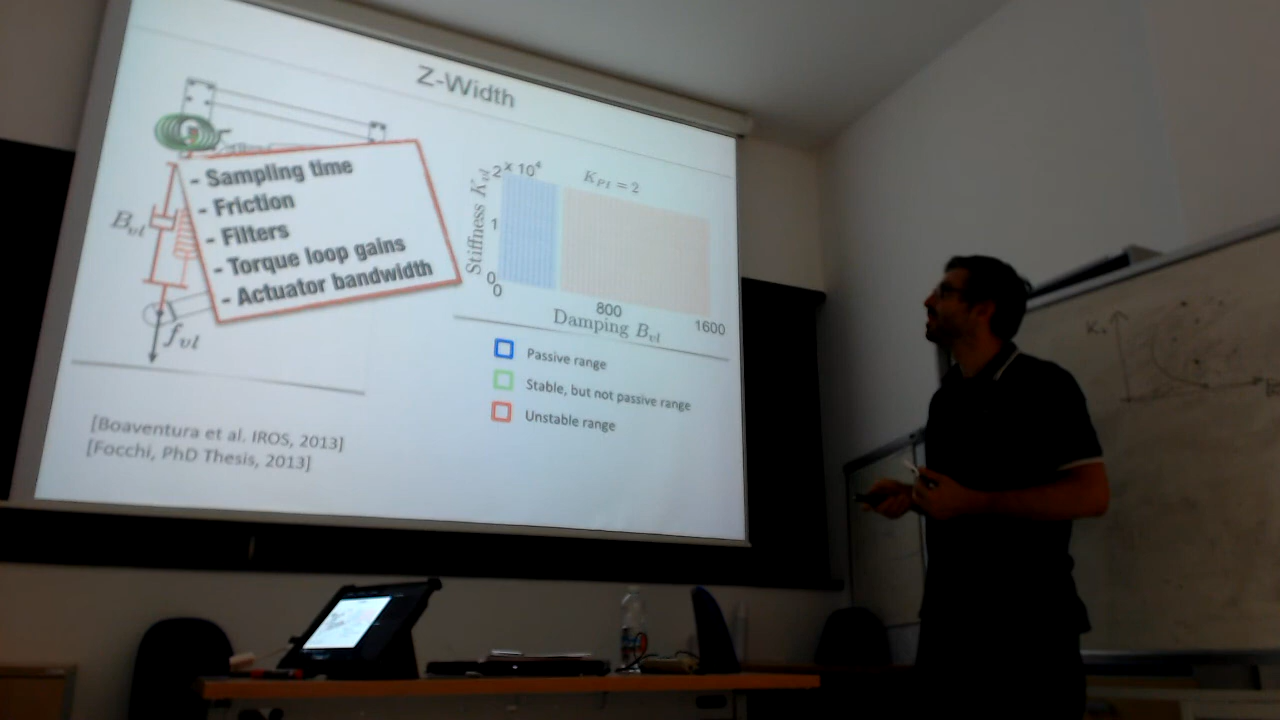 Z-Width
- Sampling time
- Friction
- Filters
- Torque loop gains
- Actuator bandwidth
B_vl
f_vl
[Boaventura et al. IROS, 2013]
[Focchi, PhD Thesis, 2013]
2 × 10⁴
K_PI = 2
Stiffness K_vl
1
0
0
800
1600
Damping B_vl
Passive range
Stable, but not passive range
Unstable range